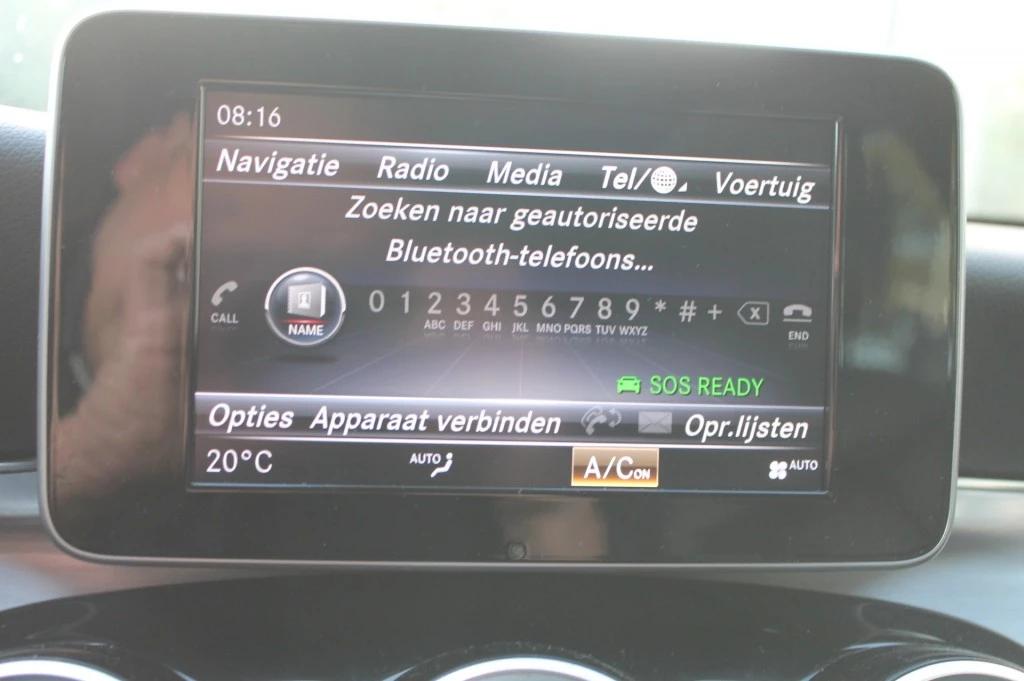 08:16
Navigatie Radio Media Tel/ Voertuig
Zoeken naar geautoriseerde
Bluetooth-telefoons...
0 1 2 3 4 5 6 7 8 9 * # + X
ABC DEF GHI JKL MNO PQRS TUV WXYZ
CALL NAME END
SOS READY
Opties Apparaat verbinden Opr.lijsten
20°C AUTO A/C ON AUTO